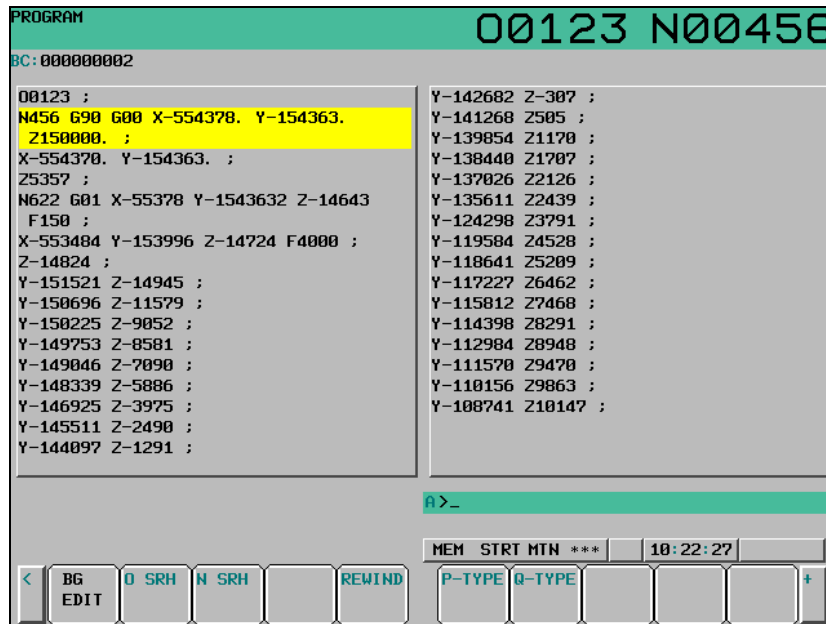 PROGRAM
O0123 N00456
BC:000000002
O0123 ;
N456 G90 G00 X-554378. Y-154363.
Z150000. ;
X-554370. Y-154363. ;
Z5357 ;
N622 G01 X-55378 Y-1543632 Z-14643
F150 ;
X-553484 Y-153996 Z-14724 F4000 ;
Z-14824 ;
Y-151521 Z-14945 ;
Y-150696 Z-11579 ;
Y-150225 Z-9052 ;
Y-149753 Z-8581 ;
Y-149046 Z-7090 ;
Y-148339 Z-5886 ;
Y-146925 Z-3975 ;
Y-145511 Z-2490 ;
Y-144097 Z-1291 ;
Y-142682 Z-307 ;
Y-141268 Z505 ;
Y-139854 Z1170 ;
Y-138440 Z1707 ;
Y-137026 Z2126 ;
Y-135611 Z2439 ;
Y-124298 Z3791 ;
Y-119584 Z4528 ;
Y-118641 Z5209 ;
Y-117227 Z6462 ;
Y-115812 Z7468 ;
Y-114398 Z8291 ;
Y-112984 Z8948 ;
Y-111570 Z9470 ;
Y-110156 Z9863 ;
Y-108741 Z10147 ;
A>_
MEM STRT MTN *** 10:22:27
< BG EDIT O SRH N SRH REWIND P-TYPE Q-TYPE +